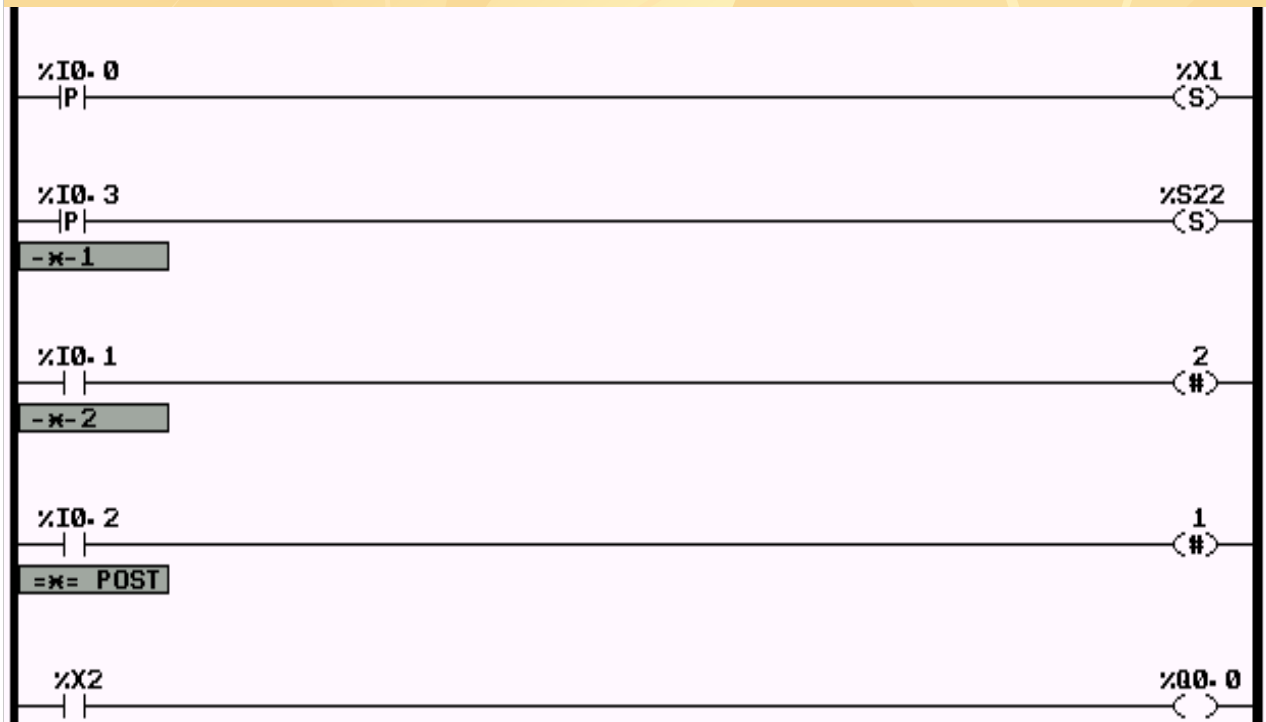 %I0.0 %X1
P S
%I0.3 %S22
P S
-*-1
%I0.1 2
#
-*-2
%I0.2 1
#
=*= POST
%X2 %Q0.0